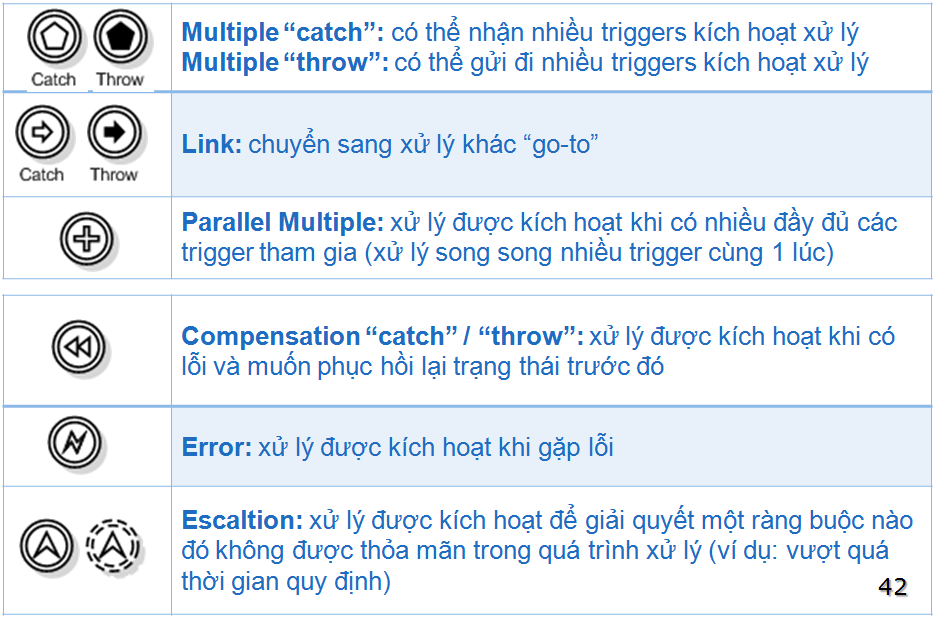 Catch Throw
Multiple “catch”: có thể nhận nhiều triggers kích hoạt xử lý
Multiple “throw”: có thể gửi đi nhiều triggers kích hoạt xử lý
Catch Throw
Link: chuyển sang xử lý khác “go-to”
Parallel Multiple: xử lý được kích hoạt khi có nhiều đầy đủ các
trigger tham gia (xử lý song song nhiều trigger cùng 1 lúc)
Compensation “catch” / “throw”: xử lý được kích hoạt khi có
lỗi và muốn phục hồi lại trạng thái trước đó
Error: xử lý được kích hoạt khi gặp lỗi
Escaltion: xử lý được kích hoạt để giải quyết một ràng buộc nào
đó không được thỏa mãn trong quá trình xử lý (ví dụ: vượt quá
thời gian quy định)
42